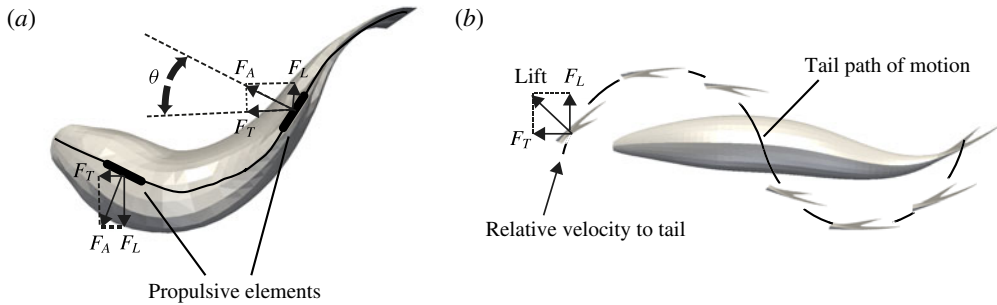 (a)
θ
F_A
F_L
F_T
F_T
F_A
F_L
Propulsive elements
(b)
Lift
F_L
F_T
Tail path of motion
Relative velocity to tail